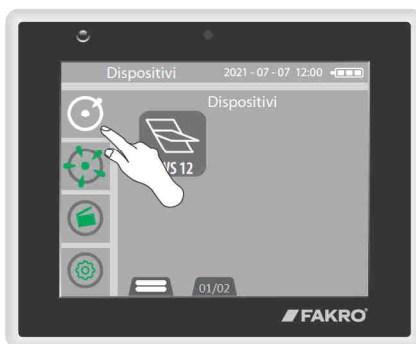 Dispositivi 2021 - 07 - 07 12:00
Dispositivi
WS 12
01/02
FAKRO